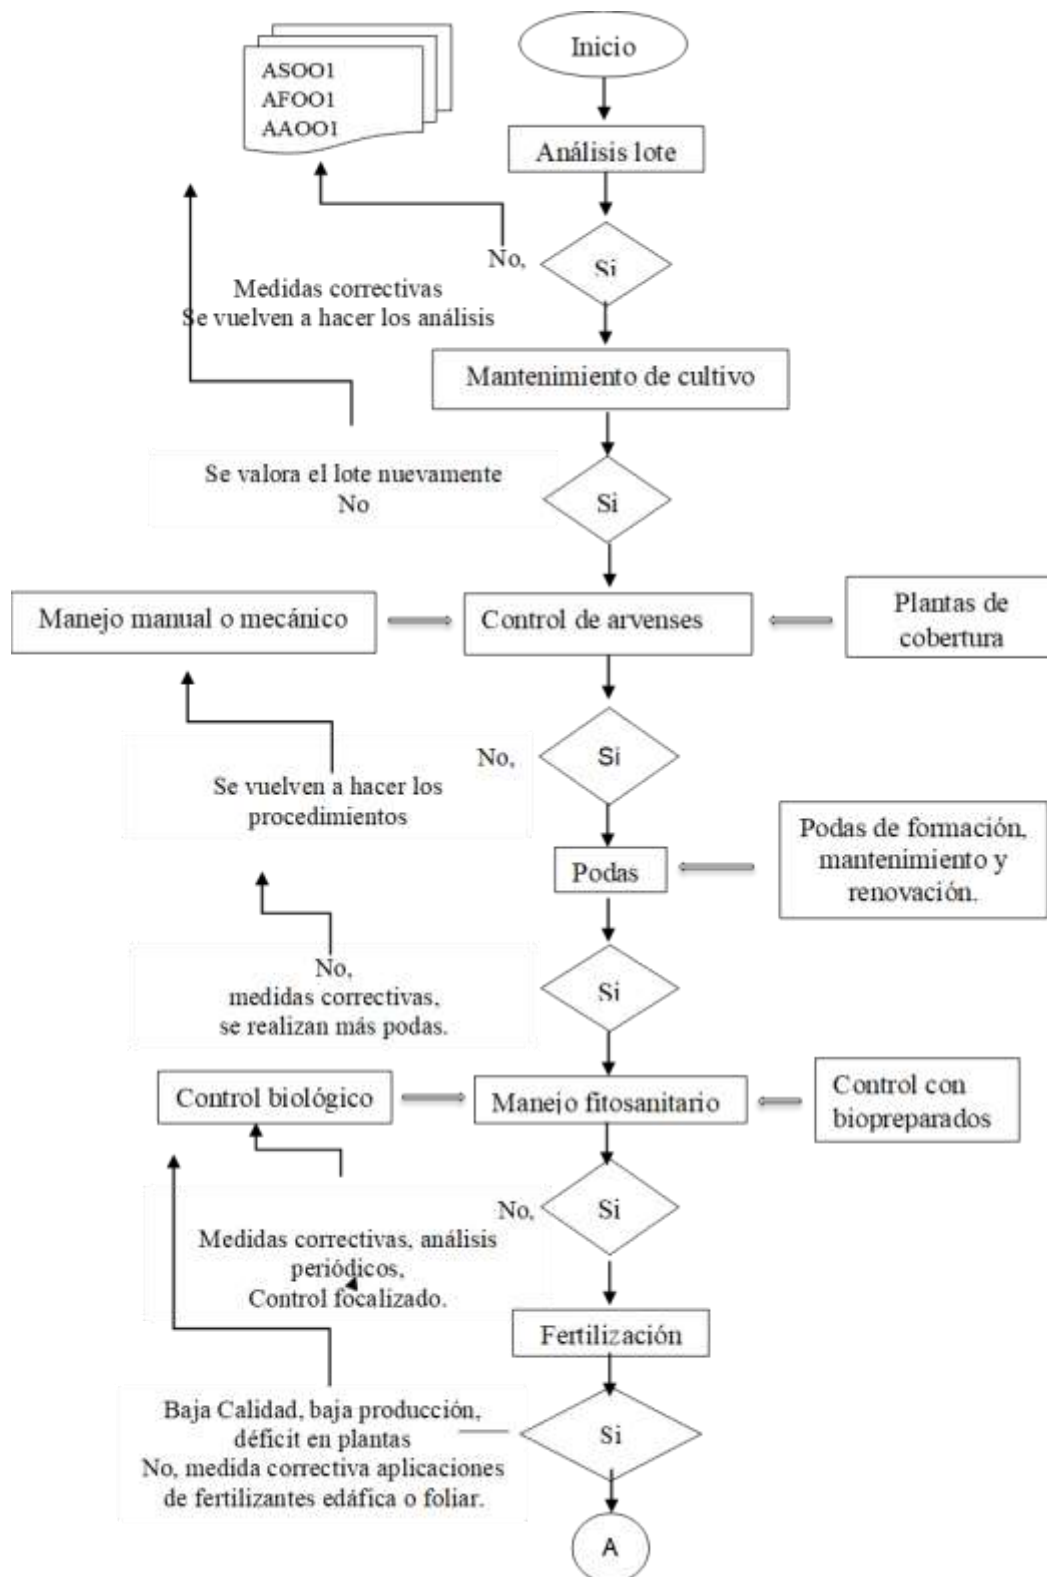 Inicio
ASOO1
AFOO1
AAOO1
Análisis lote
No,
Si
Medidas correctivas
Se vuelven a hacer los análisis
Mantenimiento de cultivo
Se valora el lote nuevamente
No
Si
Manejo manual o mecánico
Control de arvenses
Plantas de
cobertura
No,
Si
Se vuelven a hacer los
procedimientos
Podas
Podas de formación,
mantenimiento y
renovación.
No,
medidas correctivas,
se realizan más podas.
Si
Control biológico
Manejo fitosanitario
Control con
biopreparados
No,
Si
Medidas correctivas, análisis
periódicos,
Control focalizado.
Fertilización
Baja Calidad, baja producción,
déficit en plantas
No, medida correctiva aplicaciones
de fertilizantes edáfica o foliar.
Si
A